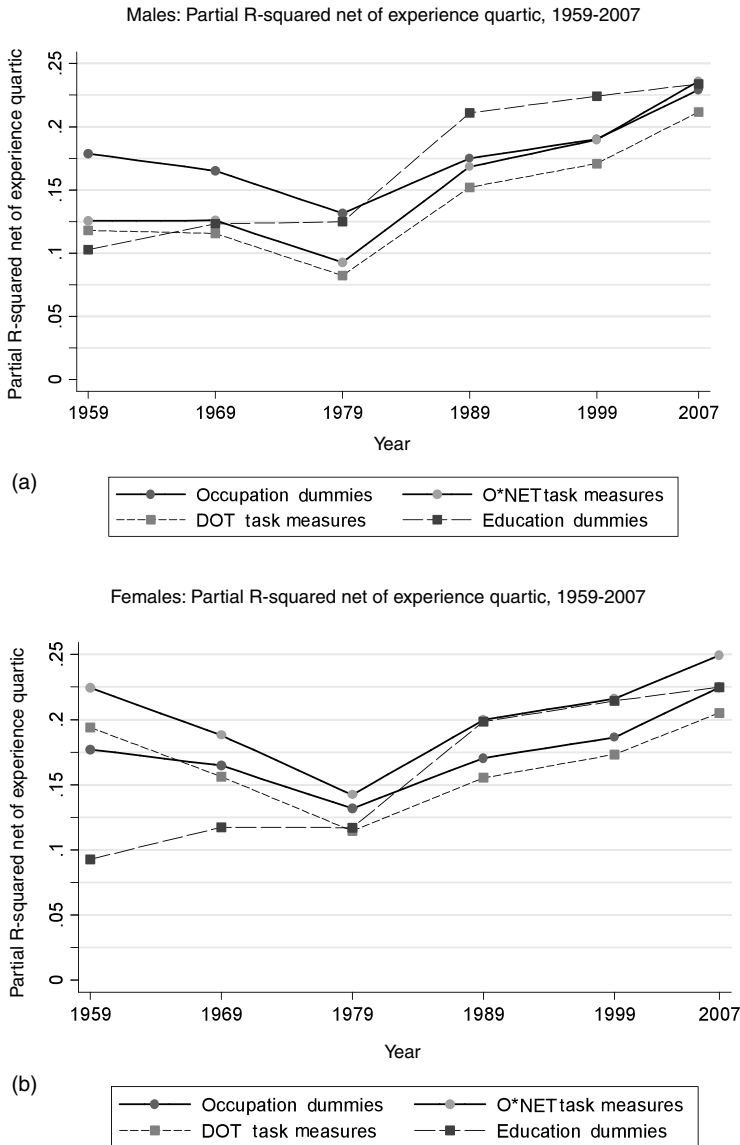 Males: Partial R-squared net of experience quartic, 1959-2007
Partial R-squared net of experience quartic
.25
.2
.15
.1
.05
0
1959 1969 1979 1989 1999 2007
Year
(a)
Occupation dummies O*NET task measures
DOT task measures Education dummies
Females: Partial R-squared net of experience quartic, 1959-2007
Partial R-squared net of experience quartic
.25
.2
.15
.1
.05
0
1959 1969 1979 1989 1999 2007
Year
(b)
Occupation dummies O*NET task measures
DOT task measures Education dummies